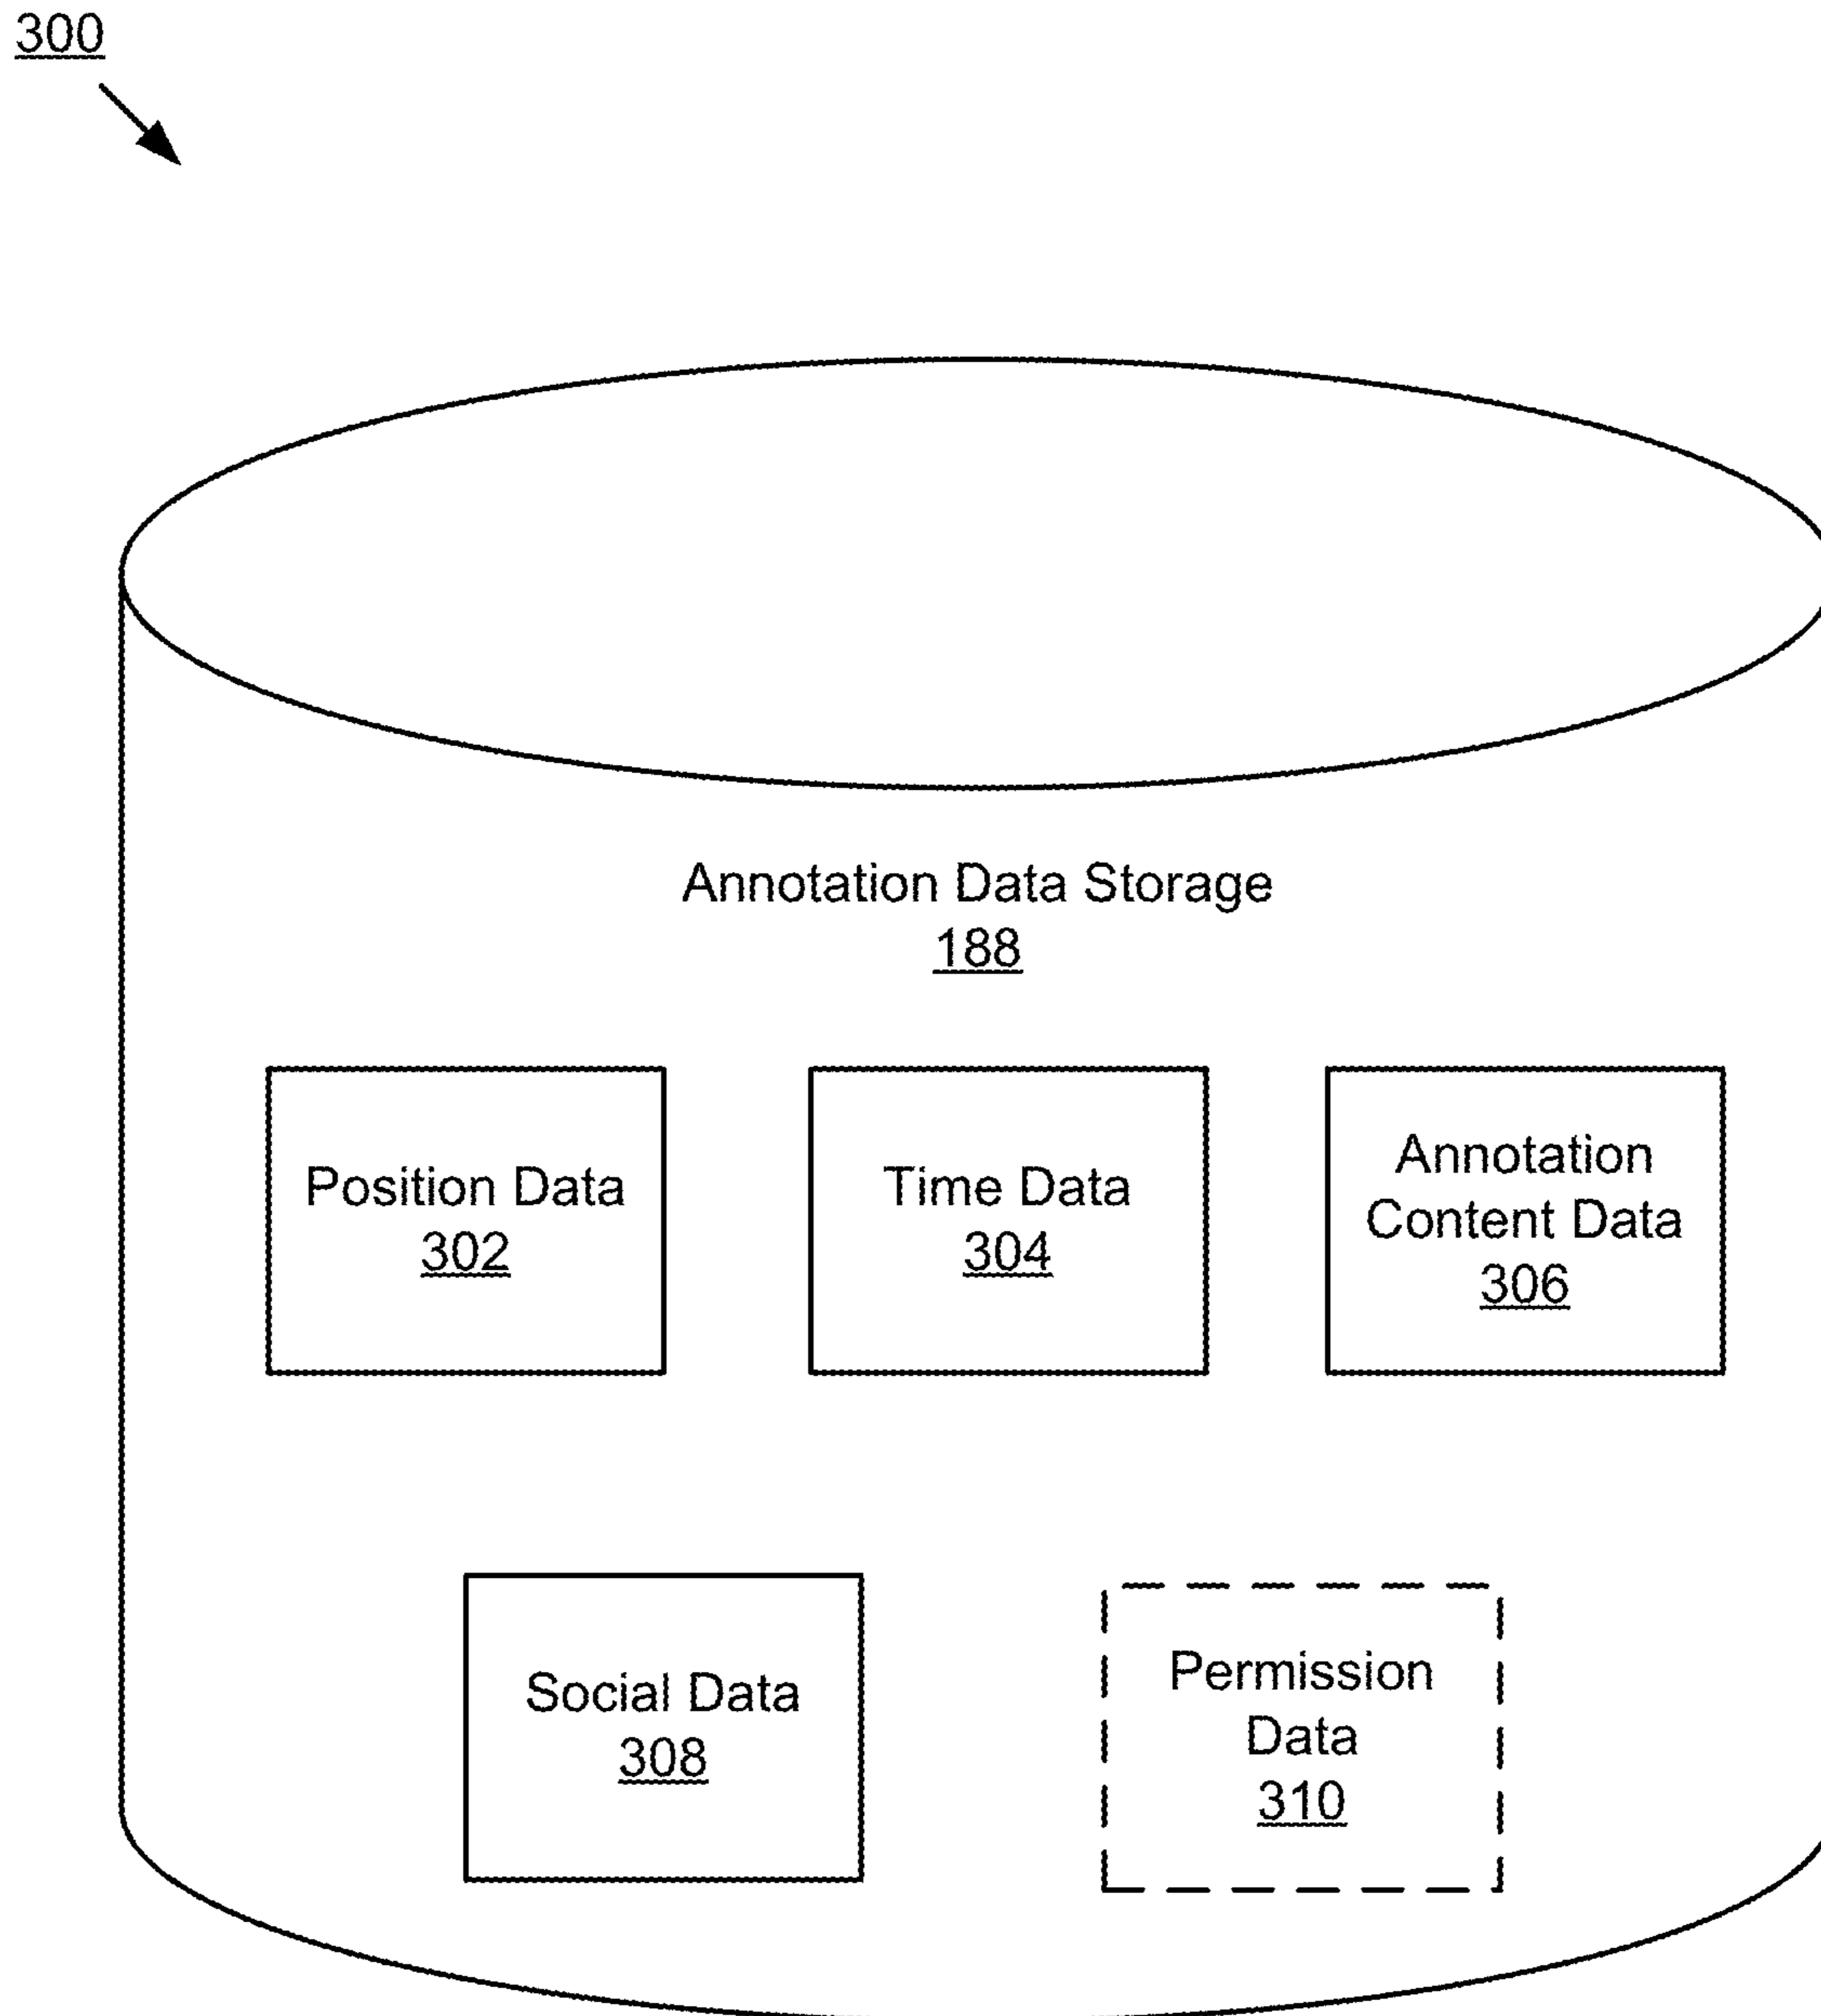 300
Annotation Data Storage
188
Position Data
302
Time Data
304
Annotation
Content Data
306
Social Data
308
Permission
Data
310